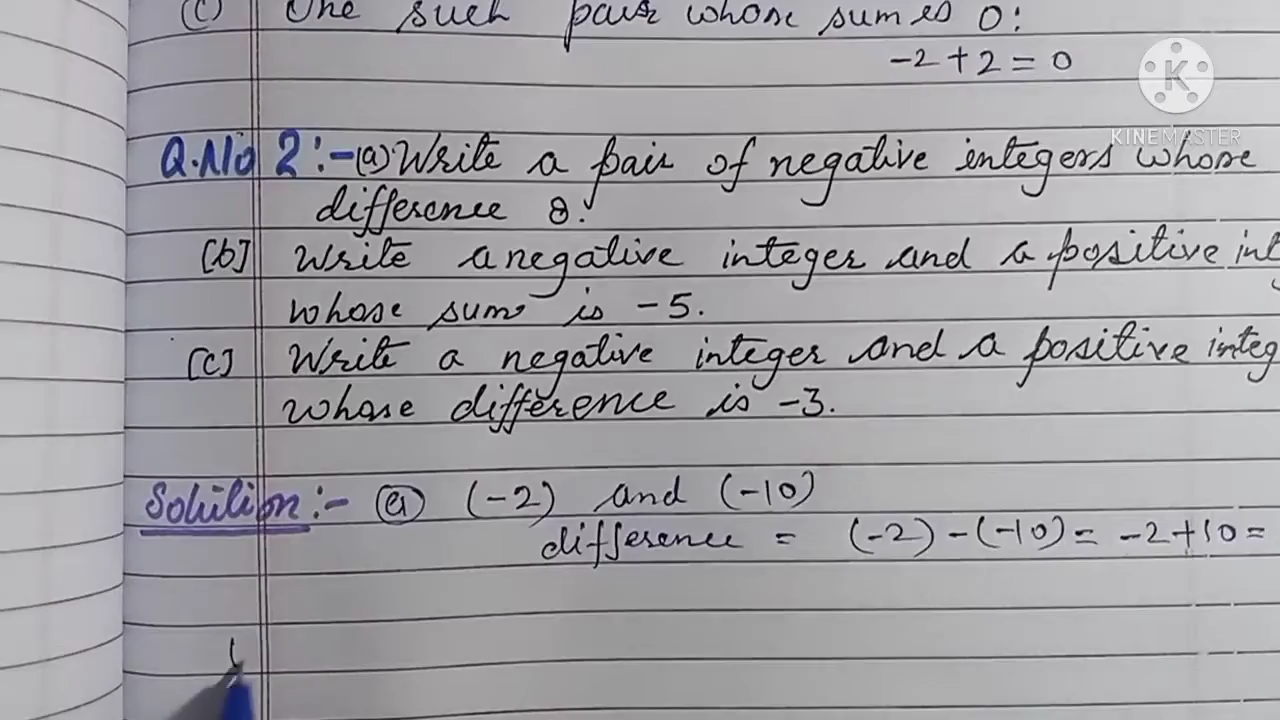 (c) One such pair whose sum is 0:
-2+2=0
KINEMASTER
Q.No 2:-(a) Write a pair of negative integers whose
difference 8.
[b] Write a negative integer and a positive int
whose sum is -5.
[c] Write a negative integer and a positive integ
whose difference is -3.
Solution:- (a) (-2) and (-10)
difference = (-2)-(-10)= -2+10=
(